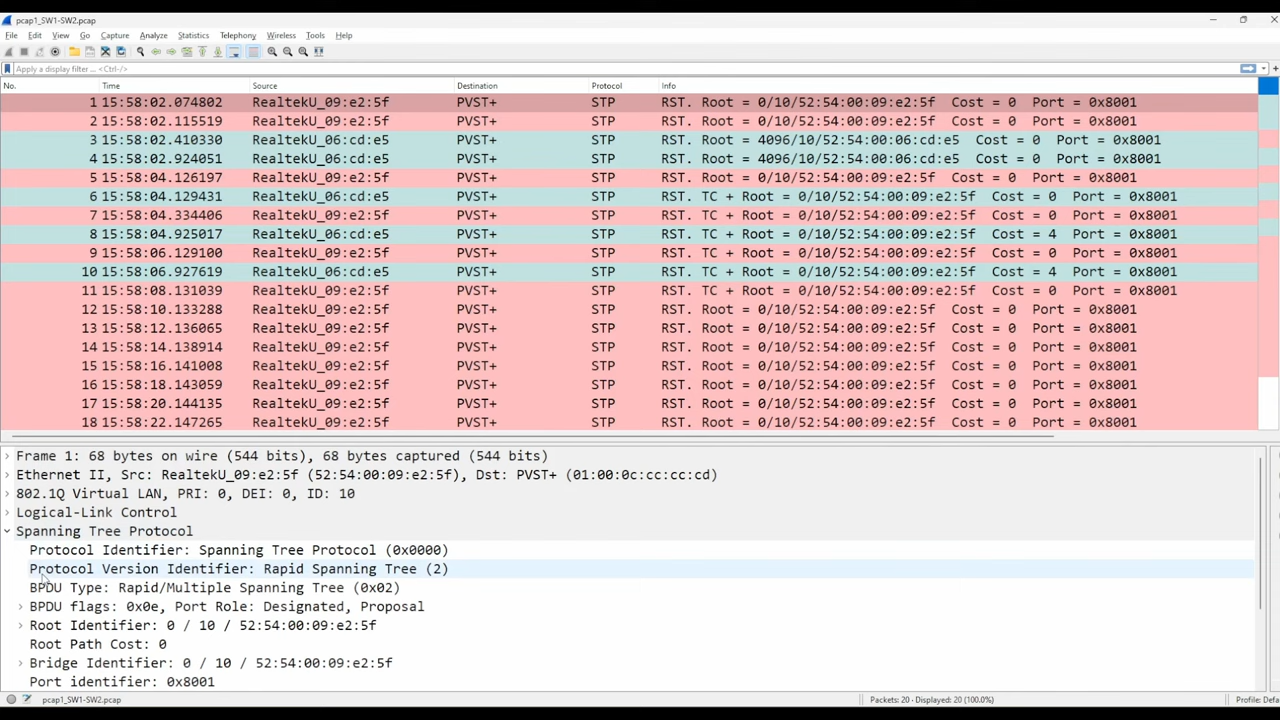 pcap1_SW1-SW2.pcap
File Edit View Go Capture Analyze Statistics Telephony Wireless Tools Help
Apply a display filter ... <Ctrl-/>
No. Time Source Destination Protocol Info
1 15:58:02.074802 RealtekU_09:e2:5f PVST+ STP RST. Root = 0/10/52:54:00:09:e2:5f Cost = 0 Port = 0x8001
2 15:58:02.115519 RealtekU_09:e2:5f PVST+ STP RST. Root = 0/10/52:54:00:09:e2:5f Cost = 0 Port = 0x8001
3 15:58:02.410330 RealtekU_06:cd:e5 PVST+ STP RST. Root = 4096/10/52:54:00:06:cd:e5 Cost = 0 Port = 0x8001
4 15:58:02.924051 RealtekU_06:cd:e5 PVST+ STP RST. Root = 4096/10/52:54:00:06:cd:e5 Cost = 0 Port = 0x8001
5 15:58:04.126197 RealtekU_09:e2:5f PVST+ STP RST. Root = 0/10/52:54:00:09:e2:5f Cost = 0 Port = 0x8001
6 15:58:04.129431 RealtekU_06:cd:e5 PVST+ STP RST. TC + Root = 0/10/52:54:00:09:e2:5f Cost = 0 Port = 0x8001
7 15:58:04.334406 RealtekU_09:e2:5f PVST+ STP RST. TC + Root = 0/10/52:54:00:09:e2:5f Cost = 0 Port = 0x8001
8 15:58:04.925017 RealtekU_06:cd:e5 PVST+ STP RST. TC + Root = 0/10/52:54:00:09:e2:5f Cost = 4 Port = 0x8001
9 15:58:06.129100 RealtekU_09:e2:5f PVST+ STP RST. TC + Root = 0/10/52:54:00:09:e2:5f Cost = 0 Port = 0x8001
10 15:58:06.927619 RealtekU_06:cd:e5 PVST+ STP RST. TC + Root = 0/10/52:54:00:09:e2:5f Cost = 4 Port = 0x8001
11 15:58:08.131039 RealtekU_09:e2:5f PVST+ STP RST. TC + Root = 0/10/52:54:00:09:e2:5f Cost = 0 Port = 0x8001
12 15:58:10.133288 RealtekU_09:e2:5f PVST+ STP RST. Root = 0/10/52:54:00:09:e2:5f Cost = 0 Port = 0x8001
13 15:58:12.136065 RealtekU_09:e2:5f PVST+ STP RST. Root = 0/10/52:54:00:09:e2:5f Cost = 0 Port = 0x8001
14 15:58:14.138914 RealtekU_09:e2:5f PVST+ STP RST. Root = 0/10/52:54:00:09:e2:5f Cost = 0 Port = 0x8001
15 15:58:16.141008 RealtekU_09:e2:5f PVST+ STP RST. Root = 0/10/52:54:00:09:e2:5f Cost = 0 Port = 0x8001
16 15:58:18.143059 RealtekU_09:e2:5f PVST+ STP RST. Root = 0/10/52:54:00:09:e2:5f Cost = 0 Port = 0x8001
17 15:58:20.144135 RealtekU_09:e2:5f PVST+ STP RST. Root = 0/10/52:54:00:09:e2:5f Cost = 0 Port = 0x8001
18 15:58:22.147265 RealtekU_09:e2:5f PVST+ STP RST. Root = 0/10/52:54:00:09:e2:5f Cost = 0 Port = 0x8001
Frame 1: 68 bytes on wire (544 bits), 68 bytes captured (544 bits)
Ethernet II, Src: RealtekU_09:e2:5f (52:54:00:09:e2:5f), Dst: PVST+ (01:00:0c:cc:cc:cd)
802.1Q Virtual LAN, PRI: 0, DEI: 0, ID: 10
Logical-Link Control
Spanning Tree Protocol
Protocol Identifier: Spanning Tree Protocol (0x0000)
Protocol Version Identifier: Rapid Spanning Tree (2)
BPDU Type: Rapid/Multiple Spanning Tree (0x02)
BPDU flags: 0x0e, Port Role: Designated, Proposal
Root Identifier: 0 / 10 / 52:54:00:09:e2:5f
Root Path Cost: 0
Bridge Identifier: 0 / 10 / 52:54:00:09:e2:5f
Port identifier: 0x8001
pcap1_SW1-SW2.pcap Packets: 20 · Displayed: 20 (100.0%) Profile: Defa